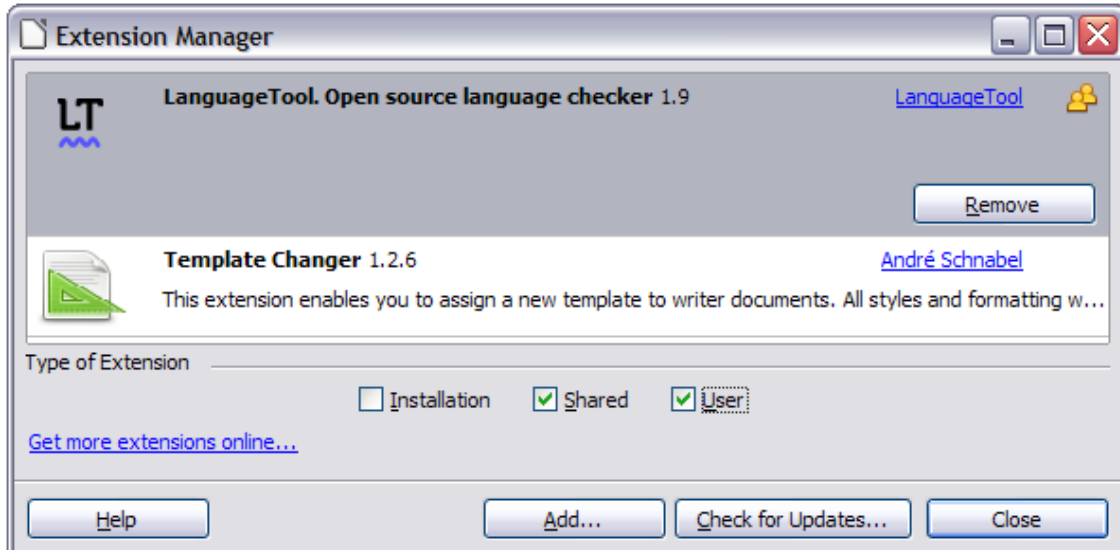 Extension Manager
LT
LanguageTool. Open source language checker 1.9 LanguageTool
Remove
Template Changer 1.2.6 André Schnabel
This extension enables you to assign a new template to writer documents. All styles and formatting w...
Type of Extension
Installation Shared User
Get more extensions online...
Help Add... Check for Updates... Close